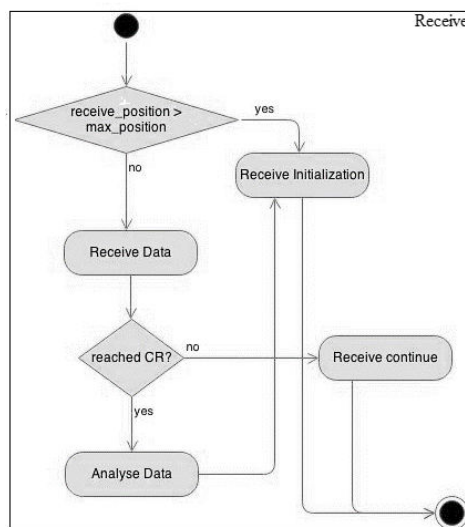 Receive
receive_position >
max_position
yes
no
Receive Initialization
Receive Data
reached CR?
no
Receive continue
yes
Analyse Data